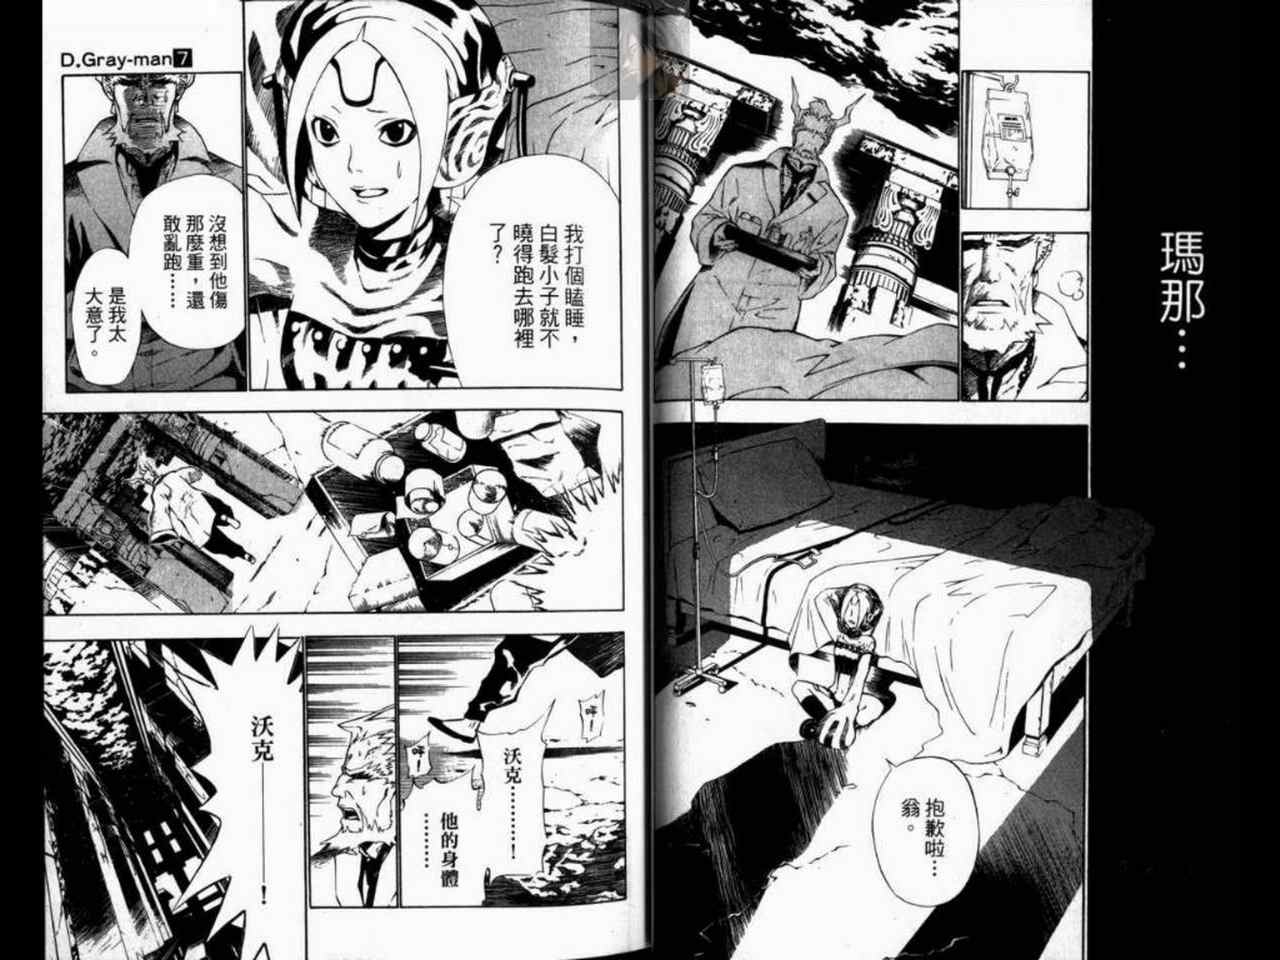 瑪那…
抱歉啦…
翁。
D.Gray-man 7
我打個瞌睡，
白髮小子就不
曉得跑去哪裡
了？
沒想到他傷
那麼重，還
敢亂跑……
是我太
大意了。
呼！
沃克………！
呼！
他的身體
………
沃克——！